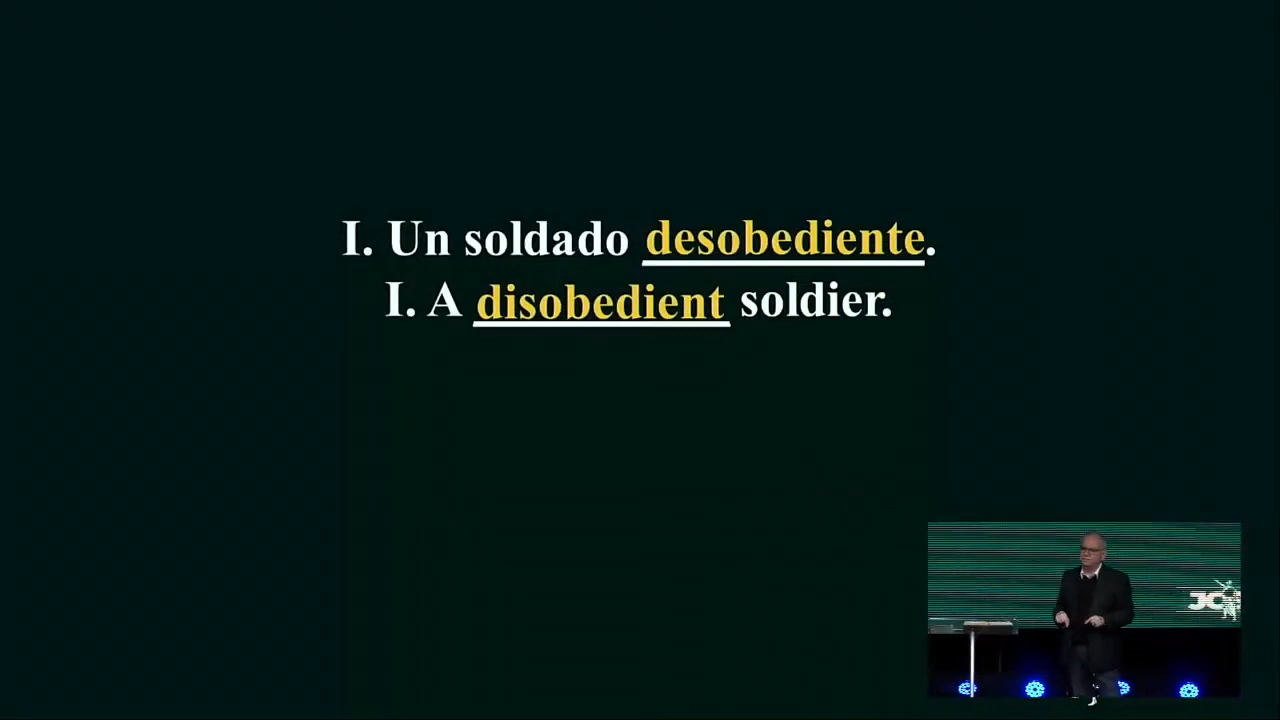 I. Un soldado desobediente.
I. A disobedient soldier.